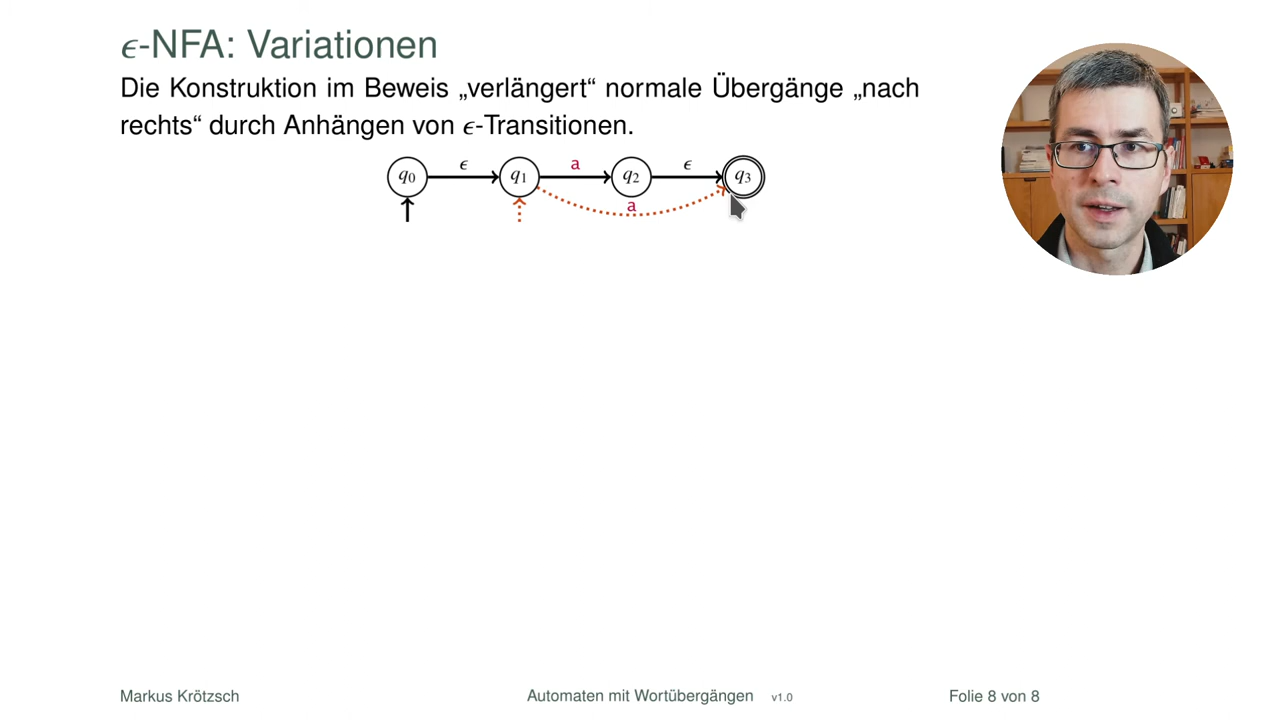 ϵ-NFA: Variationen
Die Konstruktion im Beweis „verlängert“ normale Übergänge „nach
rechts“ durch Anhängen von ϵ-Transitionen.
q₀ ϵ q₁ a q₂ ϵ q₃
a
Markus Krötzsch Automaten mit Wortübergängen v1.0 Folie 8 von 8